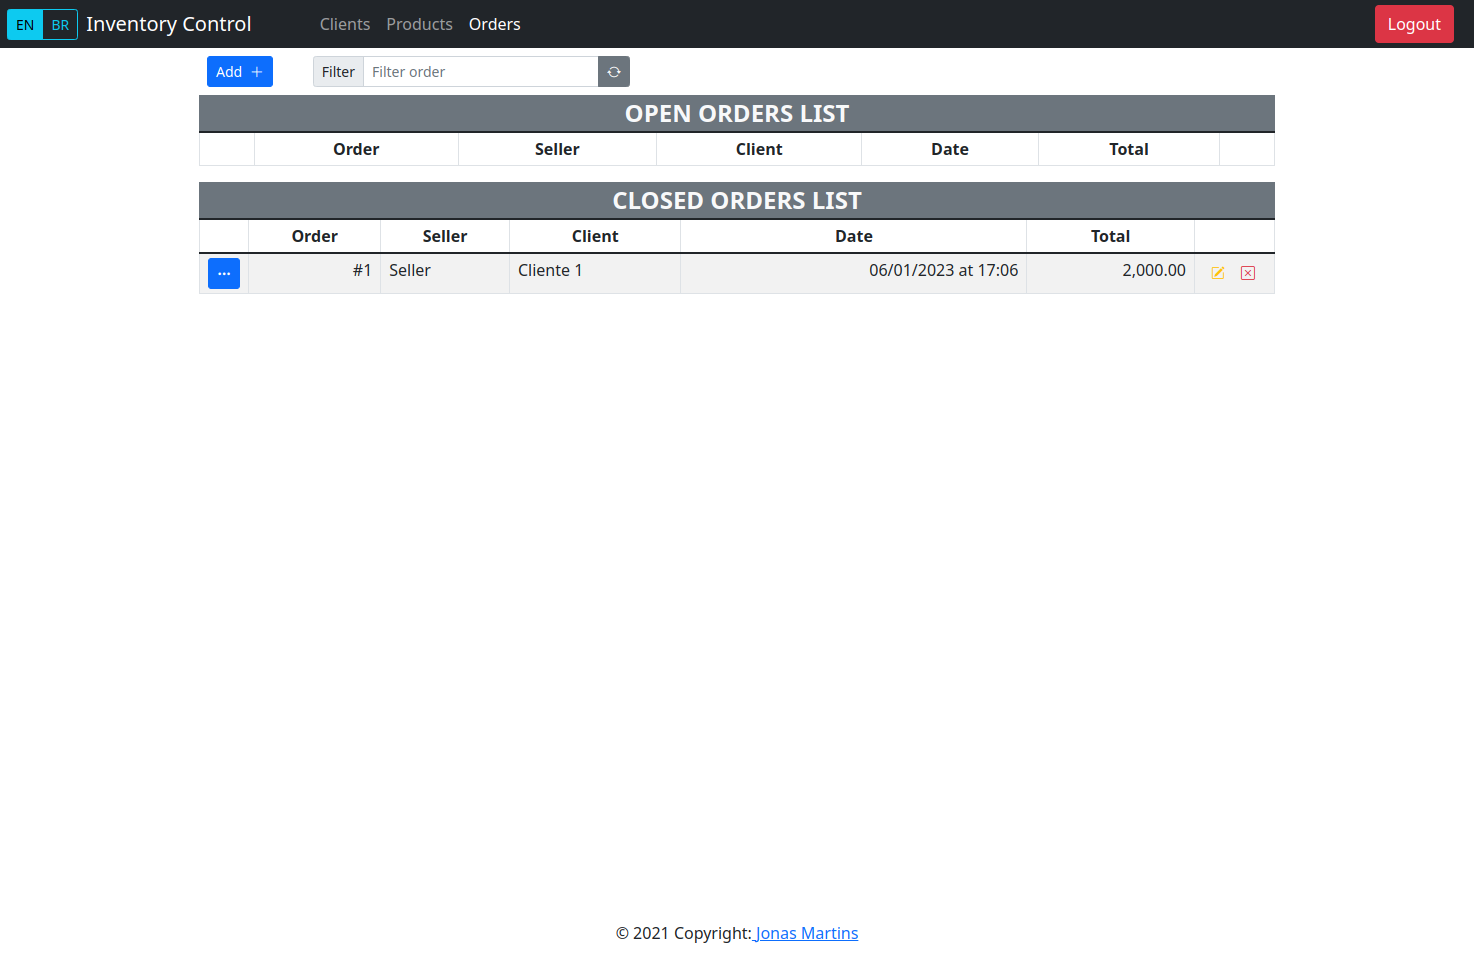 EN BR Inventory Control Clients Products Orders Logout
Add + Filter Filter order
OPEN ORDERS LIST
Order Seller Client Date Total
CLOSED ORDERS LIST
Order Seller Client Date Total
... #1 Seller Cliente 1 06/01/2023 at 17:06 2,000.00
© 2021 Copyright: Jonas Martins